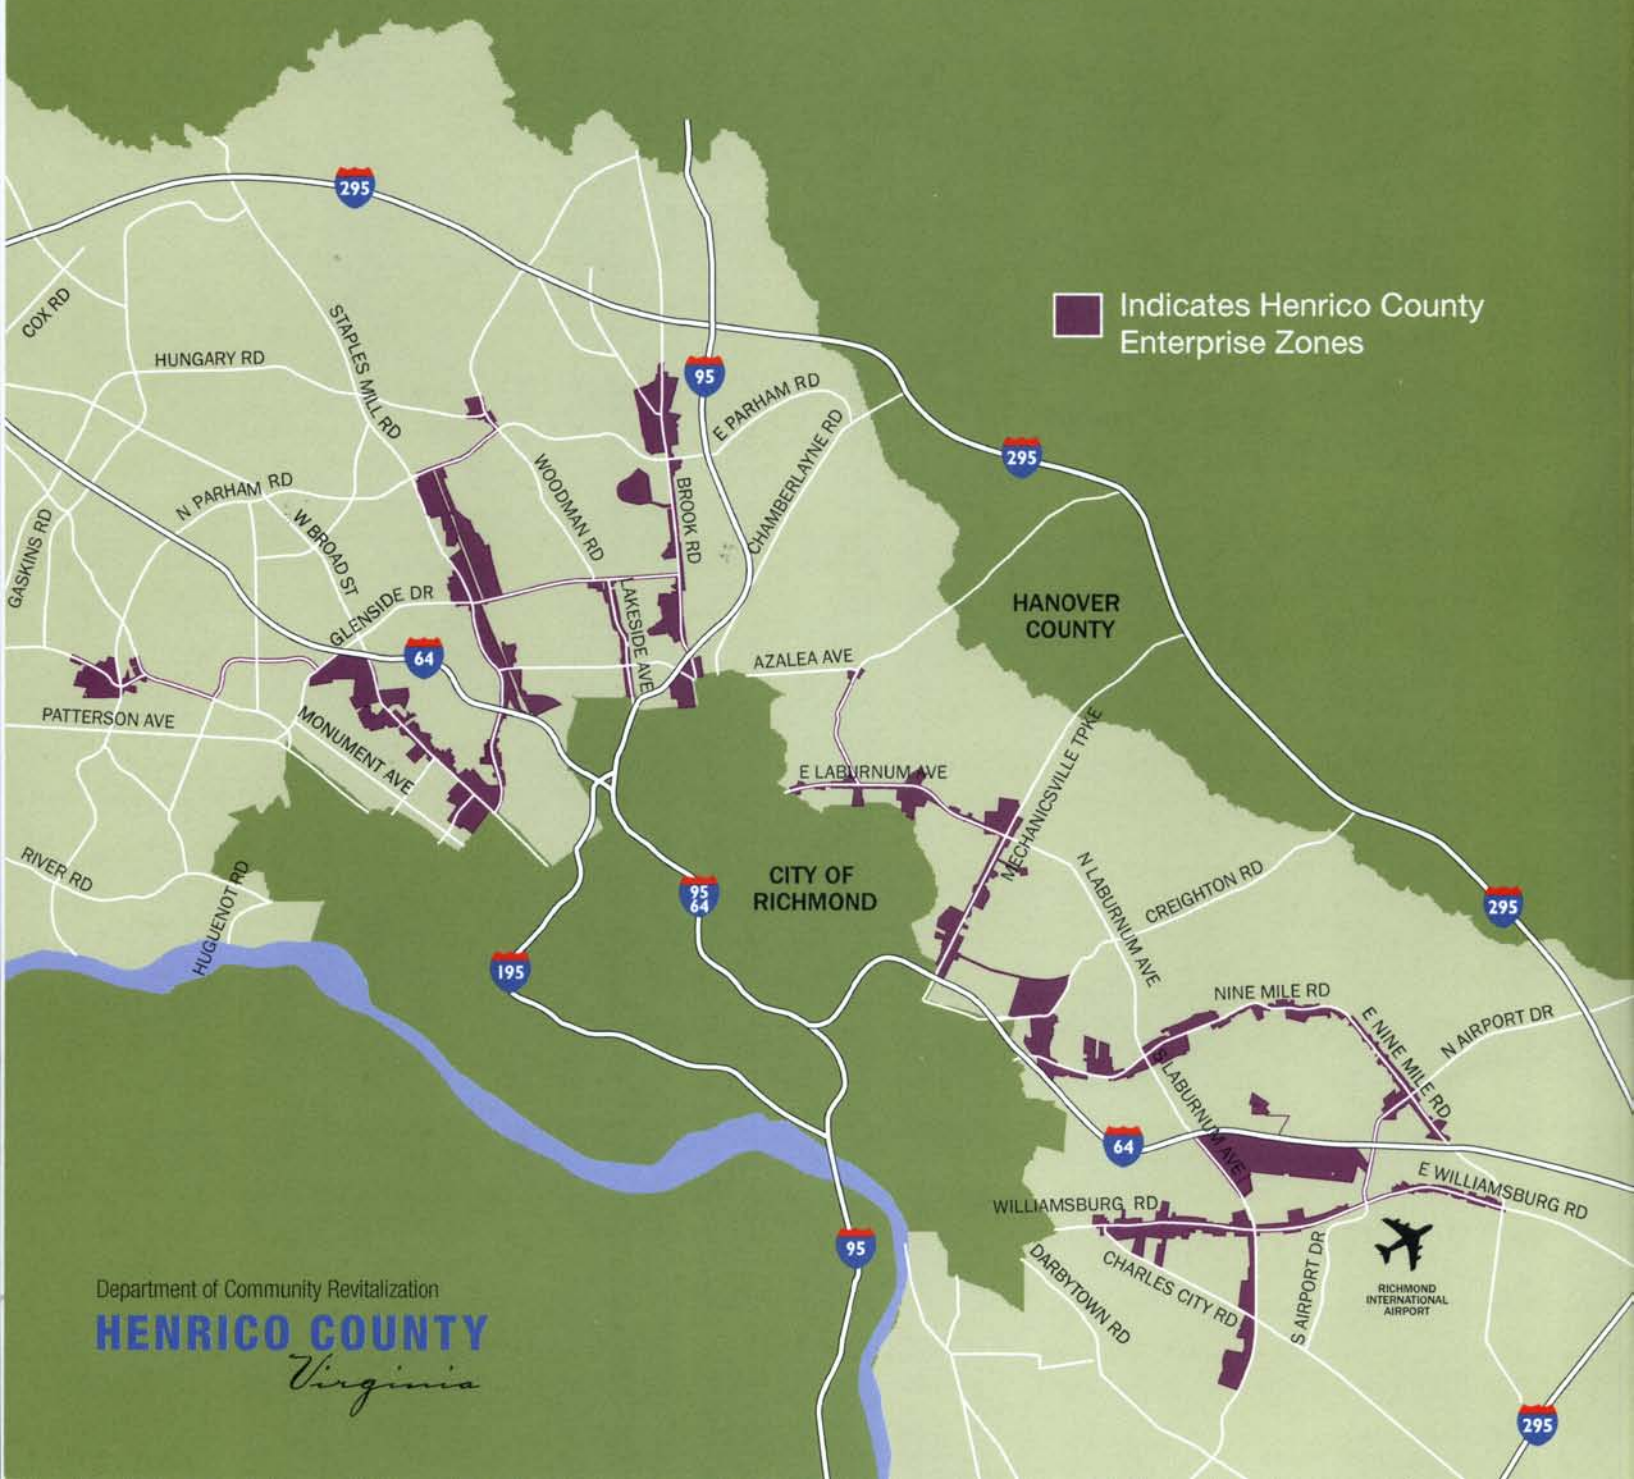 295
COX RD
STAPLES MILL RD
HUNGARY RD
Indicates Henrico County
Enterprise Zones
95
E PARHAM RD
CHAMBERLAYNE RD
295
N PARHAM RD
W BROAD ST
WOODMAN RD
BROOK RD
GASKINS RD
GLENSIDE DR
LAKESIDE AVE
HANOVER
COUNTY
64
AZALEA AVE
PATTERSON AVE
MONUMENT AVE
E LABURNUM AVE
MECHANICSVILLE TPKE
RIVER RD
HUGUENOT RD
95
64
CITY OF
RICHMOND
N LABURNUM AVE
CREIGHTON RD
295
195
NINE MILE RD
E NINE MILE RD
N AIRPORT DR
S LABURNUM AVE
64
E WILLIAMSBURG RD
WILLIAMSBURG RD
95
DARBYTOWN RD
CHARLES CITY RD
S AIRPORT DR
RICHMOND
INTERNATIONAL
AIRPORT
Department of Community Revitalization
HENRICO COUNTY
Virginia
295